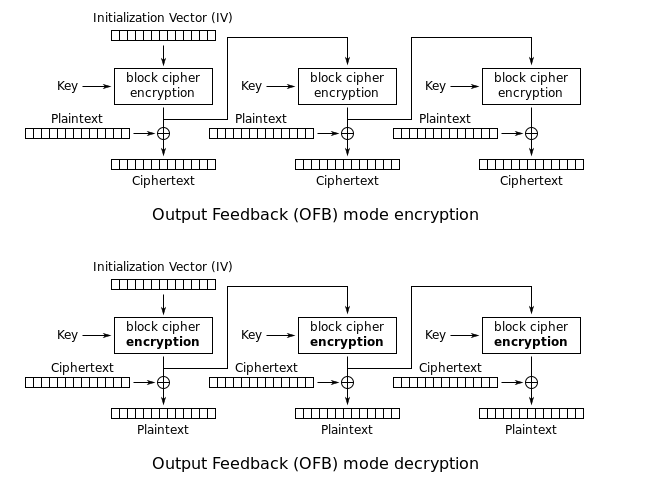 Initialization Vector (IV)
Key
block cipher
encryption
Key
block cipher
encryption
Key
block cipher
encryption
Plaintext
Plaintext
Plaintext
Ciphertext
Ciphertext
Ciphertext
Output Feedback (OFB) mode encryption
Initialization Vector (IV)
Key
block cipher
encryption
Key
block cipher
encryption
Key
block cipher
encryption
Ciphertext
Ciphertext
Ciphertext
Plaintext
Plaintext
Plaintext
Output Feedback (OFB) mode decryption